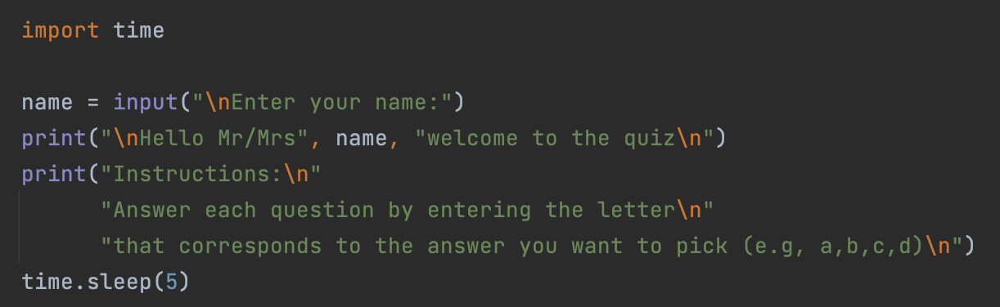 import time
name = input("\nEnter your name:")
print("\nHello Mr/Mrs", name, "welcome to the quiz\n")
print("Instructions:\n"
"Answer each question by entering the letter\n"
"that corresponds to the answer you want to pick (e.g, a,b,c,d)\n")
time.sleep(5)